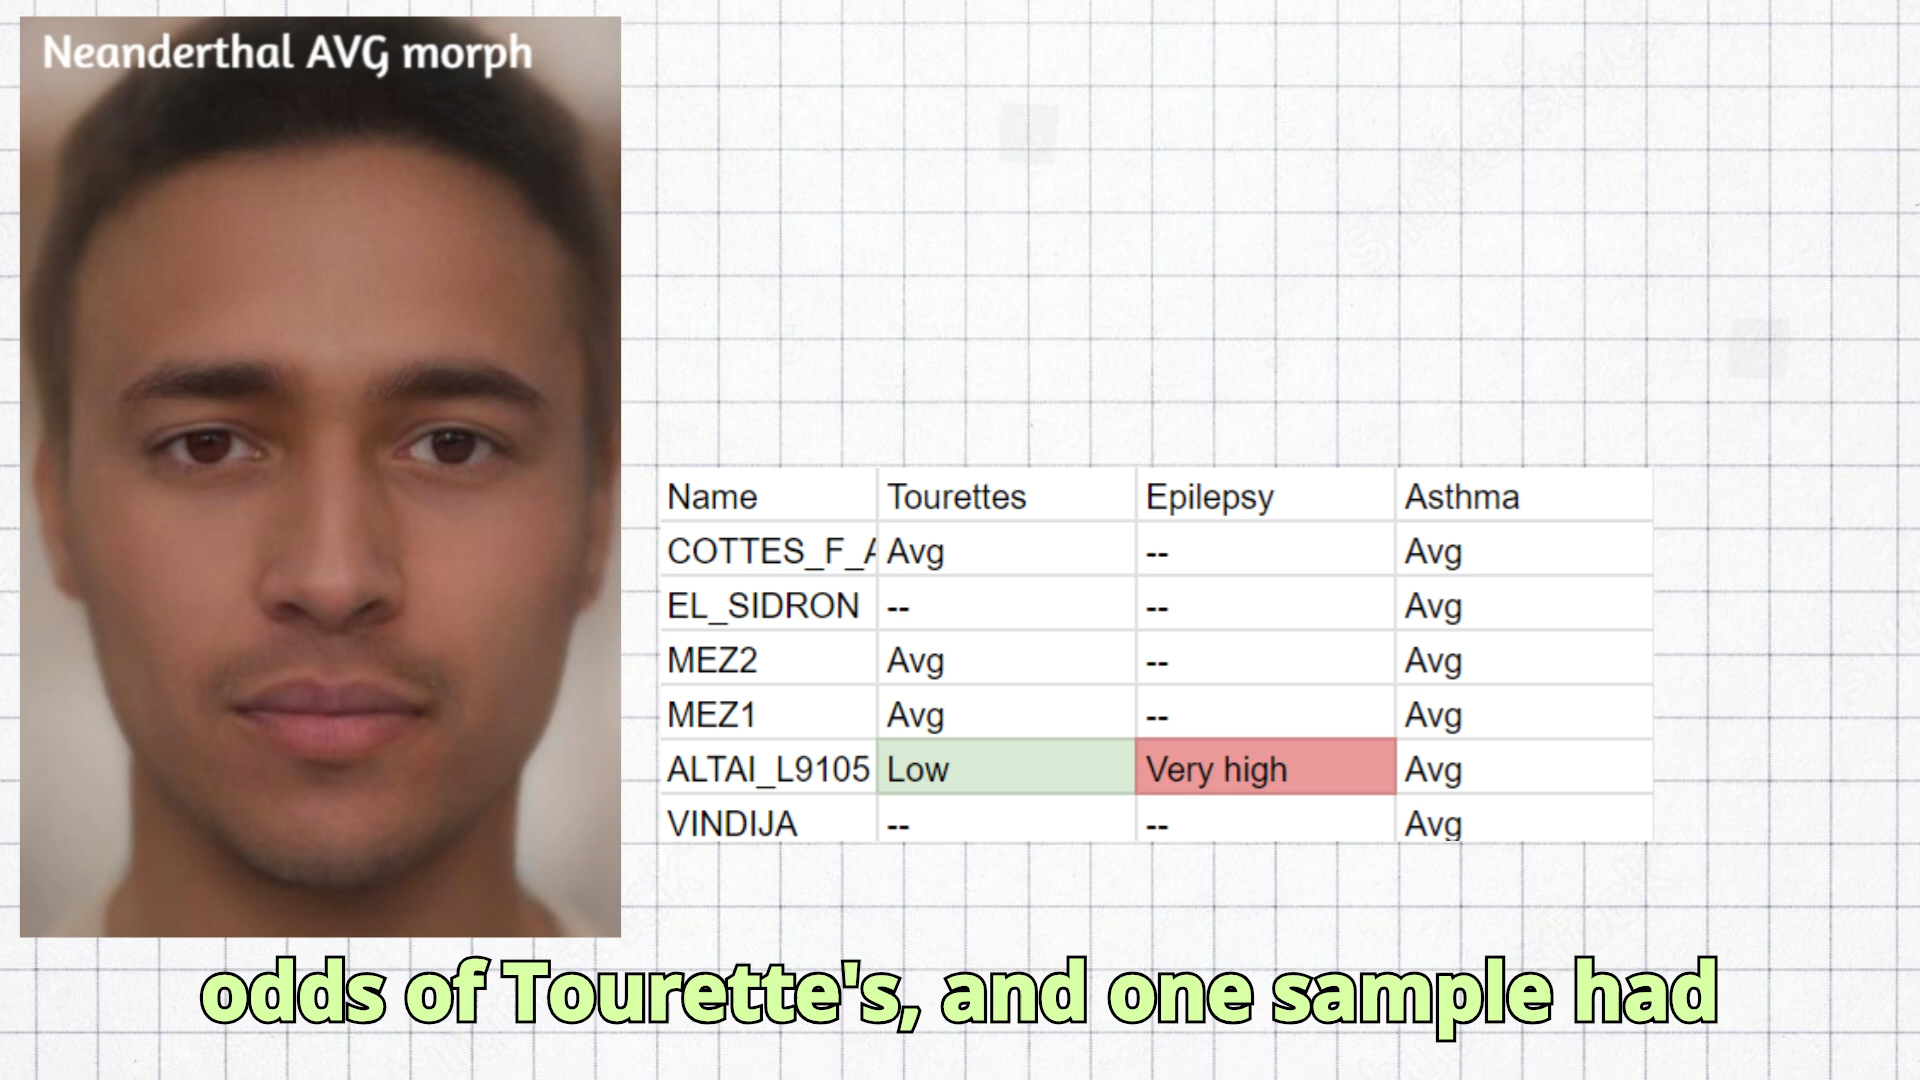 Neanderthal AVG morph
Name Tourettes Epilepsy Asthma
COTTES_F_A Avg -- Avg
EL_SIDRON -- -- Avg
MEZ2 Avg -- Avg
MEZ1 Avg -- Avg
ALTAI_L9105 Low Very high Avg
VINDIJA -- -- Avg
odds of Tourette's, and one sample had